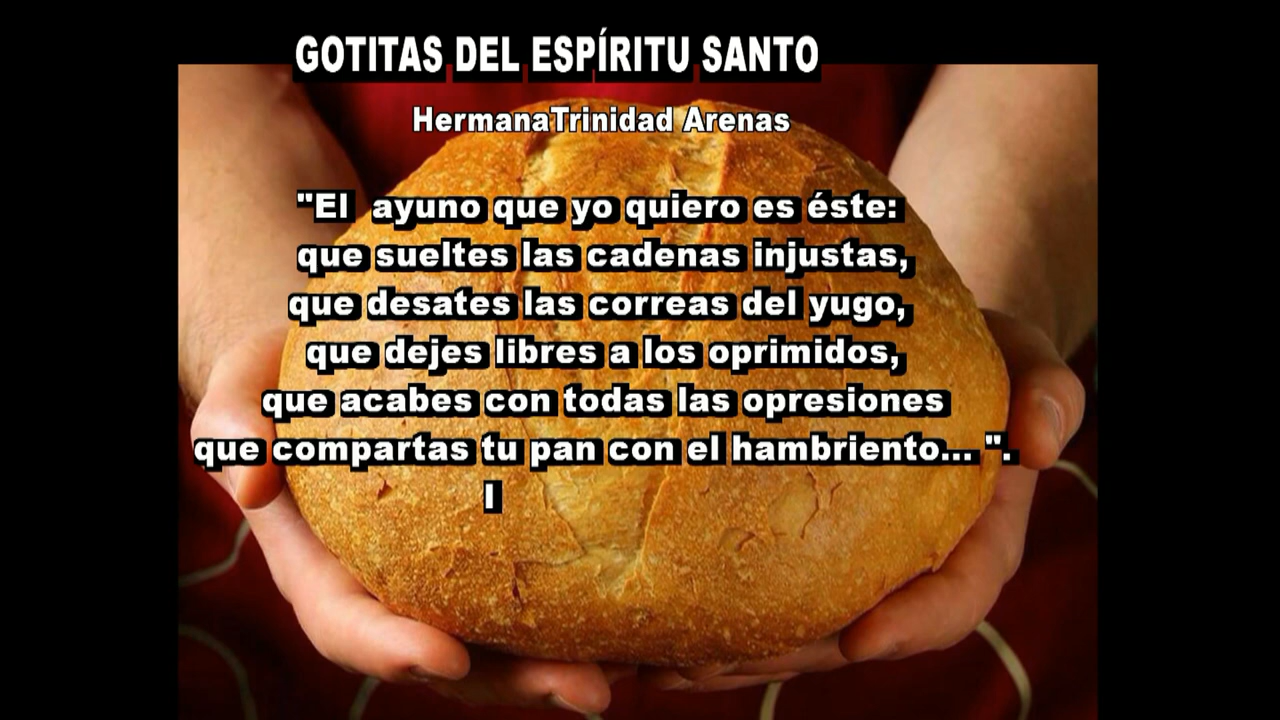 GOTITAS DEL ESPÍRITU SANTO
HermanaTrinidad Arenas
"El ayuno que yo quiero es éste:
que sueltes las cadenas injustas,
que desates las correas del yugo,
que dejes libres a los oprimidos,
que acabes con todas las opresiones
que compartas tu pan con el hambriento... ".
I